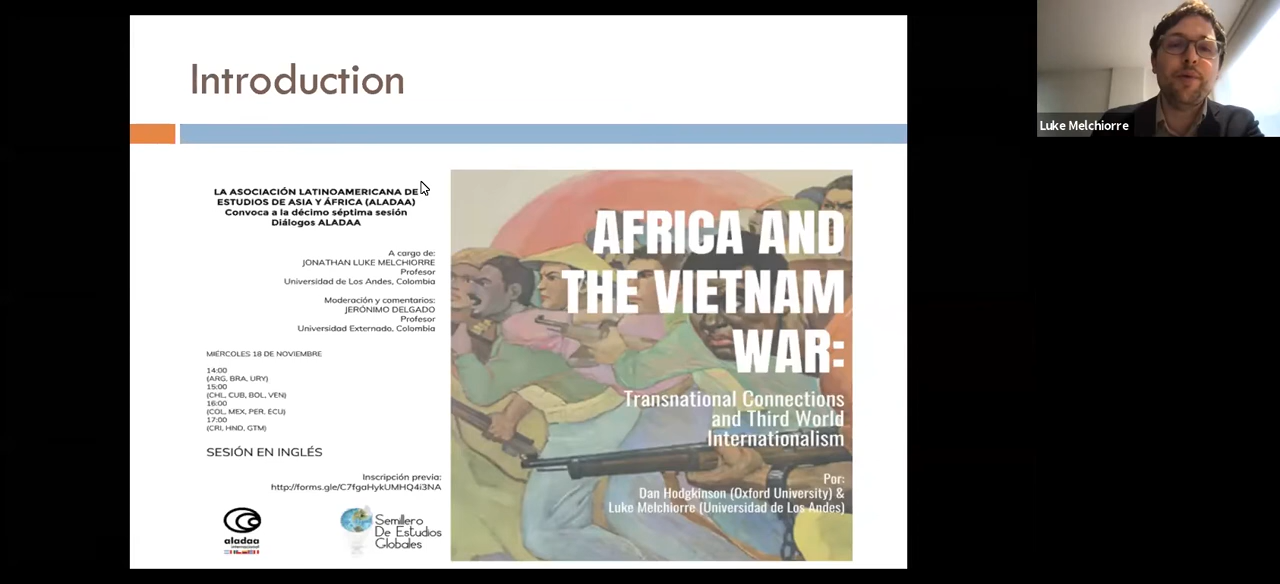 Introduction
LA ASOCIACIÓN LATINOAMERICANA DE
ESTUDIOS DE ASIA Y ÁFRICA (ALADAA)
Convoca a la décimo séptima sesión
Diálogos ALADAA
A cargo de:
JONATHAN LUKE MELCHIORRE
Profesor
Universidad de Los Andes, Colombia
Moderación y comentarios:
JERÓNIMO DELGADO
Profesor
Universidad Externado, Colombia
MIÉRCOLES 18 DE NOVIEMBRE
14:00
(ARG, BRA, URY)
15:00
(CHL, CUB, BOL, VEN)
16:00
(COL, MEX, PER, ECU)
17:00
(CRI, HND, GTM)
SESIÓN EN INGLÉS
Inscripción previa:
http://forms.gle/C7fgaHykUMHQ4i3NA
aladaa
internacional
Semillero
De Estudios
Globales
AFRICA AND
THE VIETNAM
WAR:
Transnational Connections
and Third World
Internationalism
Por:
Dan Hodgkinson (Oxford University) &
Luke Melchiorre (Universidad de Los Andes)
Luke Melchiorre